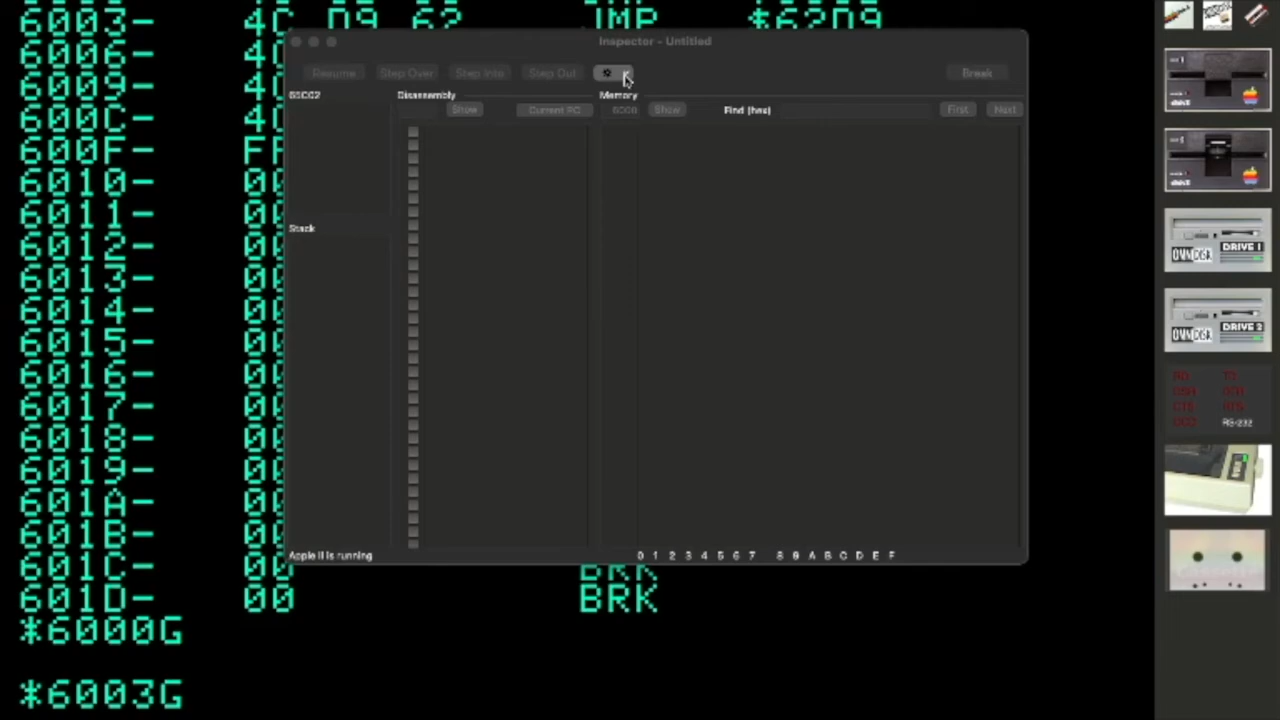 6003- 4C 09 62 JMP $6209
Inspector - Untitled
6006- 4C
Resume Step Over Step Into Step Out Break
6009- 4C
65C02 Disassembly Memory
Show Current PC Show Find (hex) First Next
600C- 4C
600F- FF
6010- 00
6011- 00
Stack
6012- 00
6013- 00
6014- 00
6015- 00
6016- 00
6017- 00
6018- 00
6019- 00
601A- 00
601B- 00
Apple II is running 0 1 2 3 4 5 6 7 8 9 A B C D E F
601C- 00 BRK
601D- 00 BRK
*6000G
*6003G
DRIVE 1
OMNIDISK
DRIVE 2
OMNIDISK
RS-232